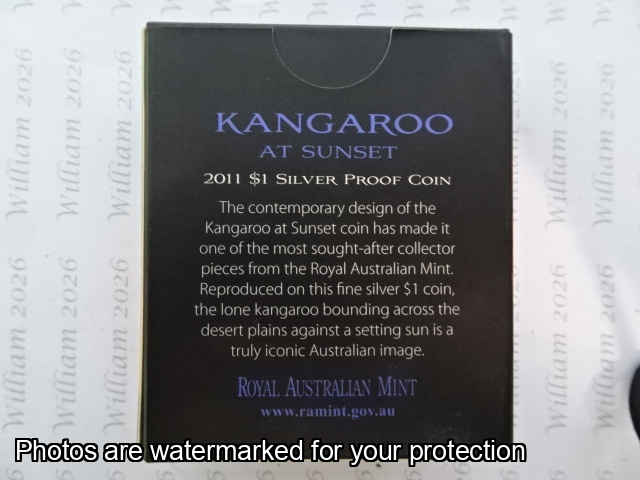 KANGAROO
AT SUNSET
2011 $1 SILVER PROOF COIN
The contemporary design of the
Kangaroo at Sunset coin has made it
one of the most sought-after collector
pieces from the Royal Australian Mint.
Reproduced on this fine silver $1 coin,
the lone kangaroo bounding across the
desert plains against a setting sun is a
truly iconic Australian image.
ROYAL AUSTRALIAN MINT
www.ramint.gov.au
Photos are watermarked for your protection
William 2026